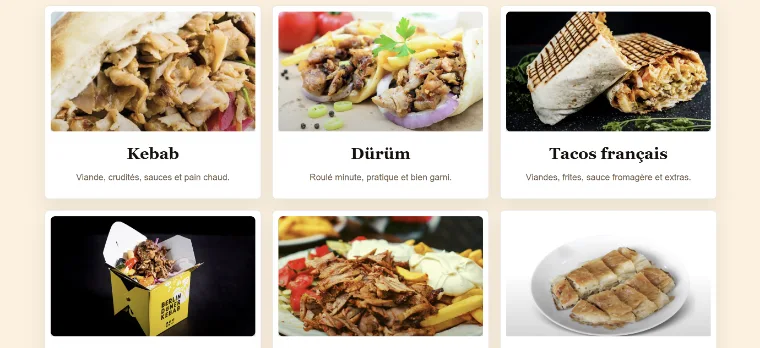 Kebab
Dürüm
Tacos français
Viande, crudités, sauces et pain chaud.
Roulé minute, pratique et bien garni.
Viandes, frites, sauce fromagère et extras.
BERLIN
DÖNER
KEBAB